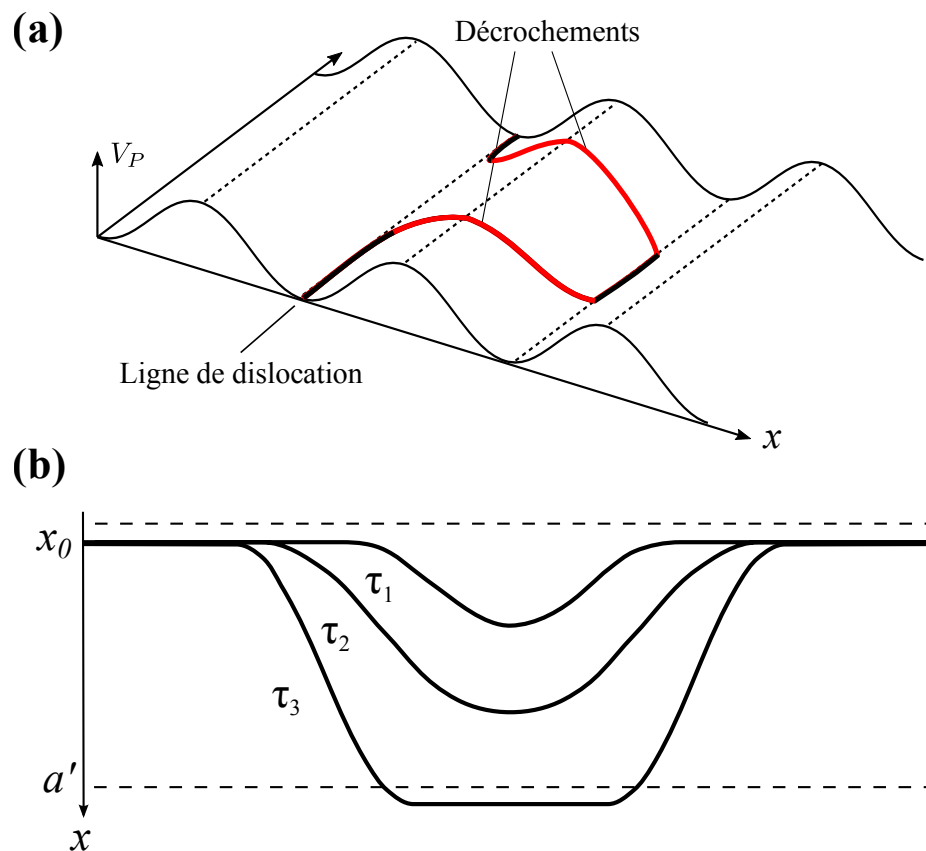 (a)
Décrochements
V_P
Ligne de dislocation
x
(b)
x_0
τ_1
τ_2
τ_3
a'
x